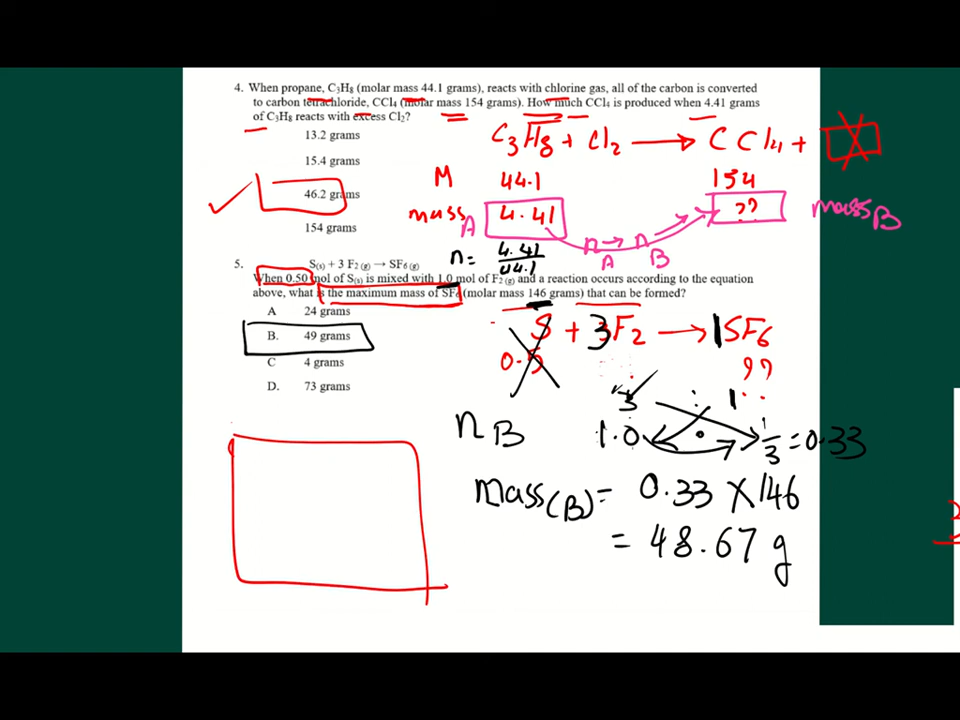 4. When propane, C3H8 (molar mass 44.1 grams), reacts with chlorine gas, all of the carbon is converted
to carbon tetrachloride, CCl4 (molar mass 154 grams). How much CCl4 is produced when 4.41 grams
of C3H8 reacts with excess Cl2?
13.2 grams
15.4 grams
46.2 grams
154 grams
C3H8 + Cl2 → CCl4 +
M 44.1 154
mass A 4.41 ?? mass B
n A → n B
n = 4.41/44.1
5. S(s) + 3 F2 (g) → SF6 (g)
When 0.50 mol of S(s) is mixed with 1.0 mol of F2 (g) and a reaction occurs according to the equation
above, what is the maximum mass of SF6 (molar mass 146 grams) that can be formed?
A 24 grams
B. 49 grams
C 4 grams
D. 73 grams
S + 3F2 → 1SF6
0.5 ??
3 : 1
n B 1.0 : 1/3 = 0.33
mass(B) = 0.33 X 146
= 48.67 g